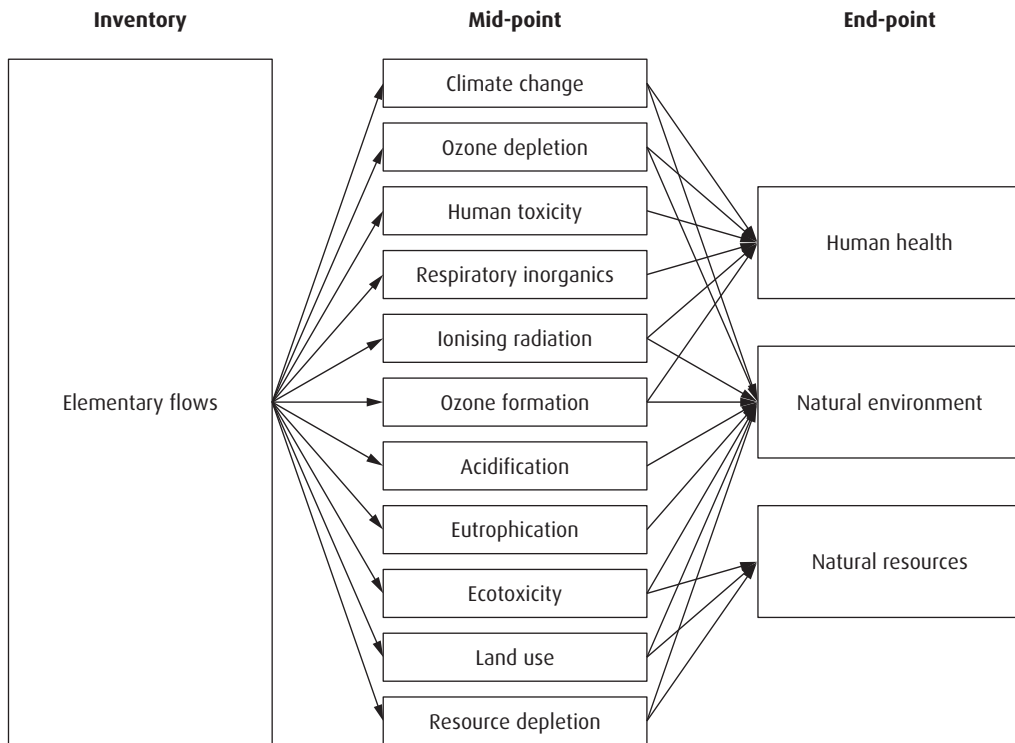 Inventory
Mid-point
End-point
Elementary flows
Climate change
Ozone depletion
Human toxicity
Respiratory inorganics
Ionising radiation
Ozone formation
Acidification
Eutrophication
Ecotoxicity
Land use
Resource depletion
Human health
Natural environment
Natural resources